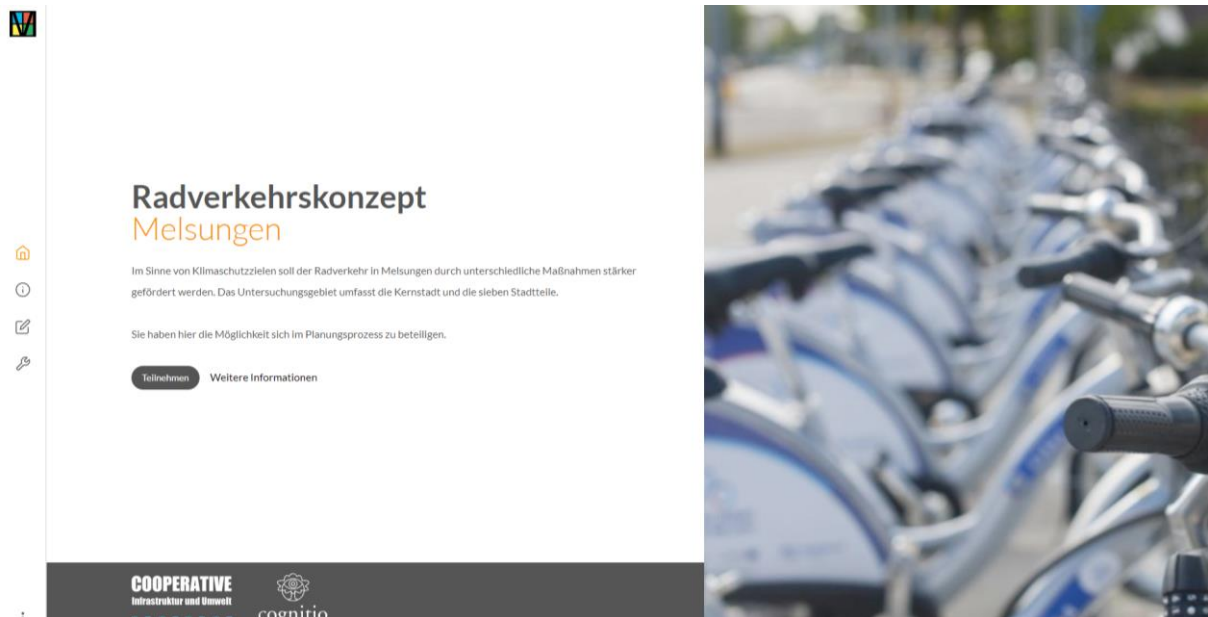 Radverkehrskonzept
Melsungen
Im Sinne von Klimaschutzzielen soll der Radverkehr in Melsungen durch unterschiedliche Maßnahmen stärker
gefördert werden. Das Untersuchungsgebiet umfasst die Kernstadt und die sieben Stadtteile.
Sie haben hier die Möglichkeit sich im Planungsprozess zu beteiligen.
Teilnehmen Weitere Informationen
COOPERATIVE
Infrastruktur und Umwelt
cognitio